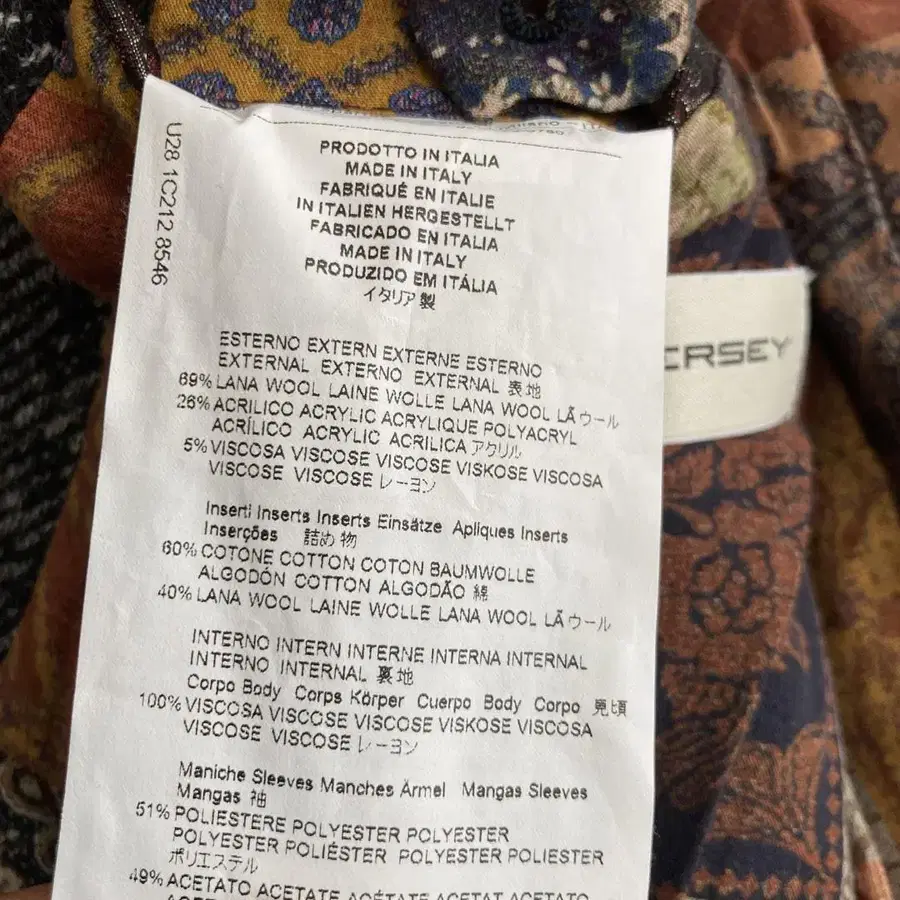 U28 1C212 8546
PRODOTTO IN ITALIA
MADE IN ITALY
FABRIQUÉ EN ITALIE
IN ITALIEN HERGESTELLT
FABRICADO EN ITALIA
MADE IN ITALY
PRODUZIDO EM ITÁLIA
イタリア製
ESTERNO EXTERN EXTERNE ESTERNO
EXTERNAL EXTERNO EXTERNAL 表地
69% LANA WOOL LAINE WOLLE LANA WOOL LÃ ウール
26% ACRILICO ACRYLIC ACRYLIQUE POLYACRYL
ACRÍLICO ACRYLIC ACRILICA アクリル
5% VISCOSA VISCOSE VISCOSE VISKOSE VISCOSA
VISCOSE VISCOSE レーヨン
Inserti Inserts Inserts Einsätze Apliques Inserts
Inserções 詰め物
60% COTONE COTTON COTON BAUMWOLLE
ALGODÓN COTTON ALGODÃO 綿
40% LANA WOOL LAINE WOLLE LANA WOOL LÃ ウール
INTERNO INTERN INTERNE INTERNA INTERNAL
INTERNO INTERNAL 裏地
Corpo Body Corps Körper Cuerpo Body Corpo 見頃
100% VISCOSA VISCOSE VISCOSE VISKOSE VISCOSA
VISCOSE VISCOSE レーヨン
Maniche Sleeves Manches Ärmel Mangas Sleeves
Mangas 袖
51% POLIESTERE POLYESTER POLYESTER
POLYESTER POLIÉSTER POLYESTER POLIESTER
ポリエステル
49% ACETATO ACETATE ACÉTATE ACETAT ACETATO
ERSEY